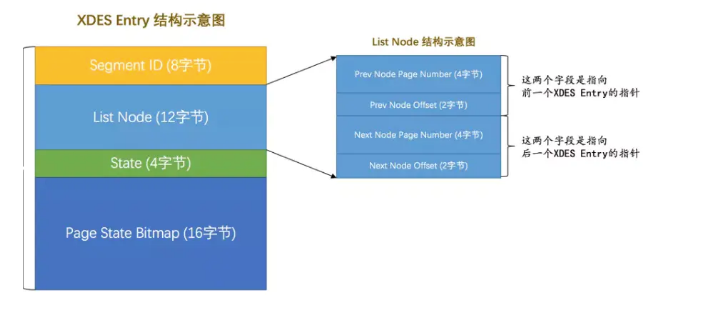 XDES Entry 结构示意图
Segment ID (8字节)
List Node (12字节)
State (4字节)
Page State Bitmap (16字节)
List Node 结构示意图
Prev Node Page Number (4字节)
Prev Node Offset (2字节)
Next Node Page Number (4字节)
Next Node Offset (2字节)
这两个字段是指向
前一个XDES Entry的指针
这两个字段是指向
后一个XDES Entry的指针